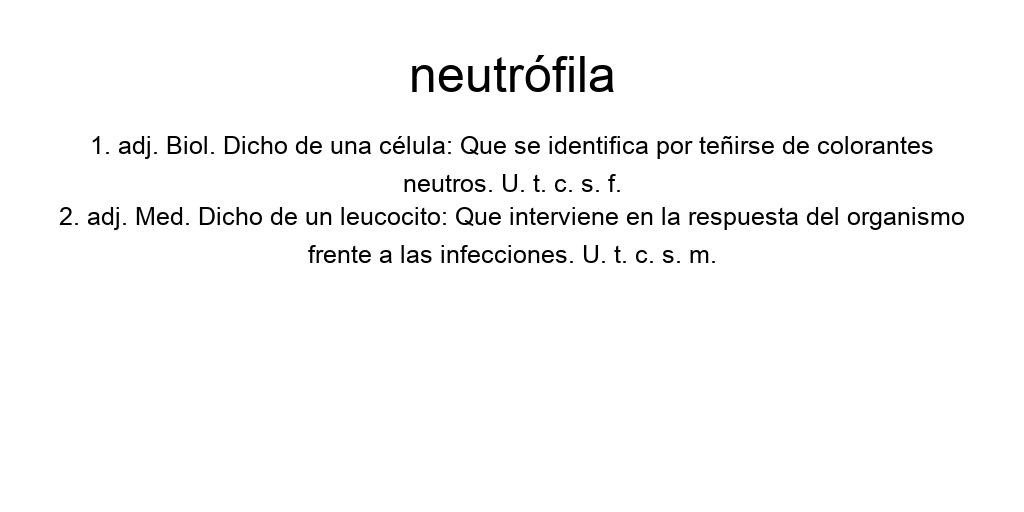 neutrófila
1. adj. Biol. Dicho de una célula: Que se identifica por teñirse de colorantes
neutros. U. t. c. s. f.
2. adj. Med. Dicho de un leucocito: Que interviene en la respuesta del organismo
frente a las infecciones. U. t. c. s. m.